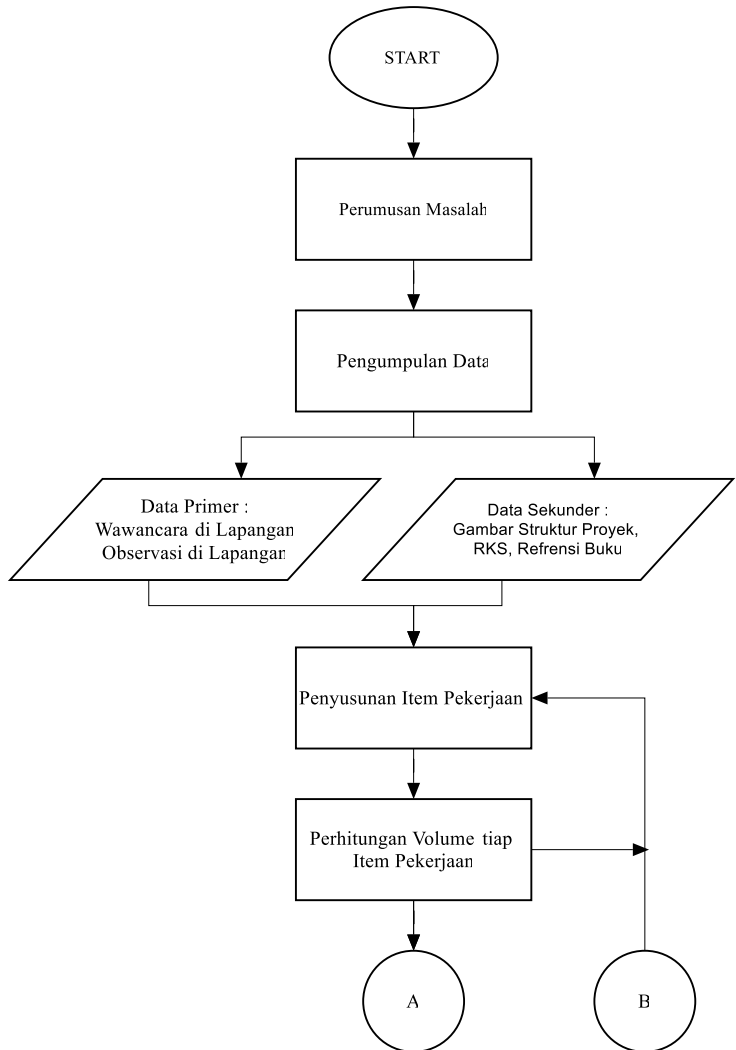 START
Perumusan Masalah
Pengumpulan Data
Data Primer :
Wawancara di Lapangan
Observasi di Lapangan
Data Sekunder :
Gambar Struktur Proyek,
RKS, Refrensi Buku
Penyusunan Item Pekerjaan
Perhitungan Volume tiap
Item Pekerjaan
A
B